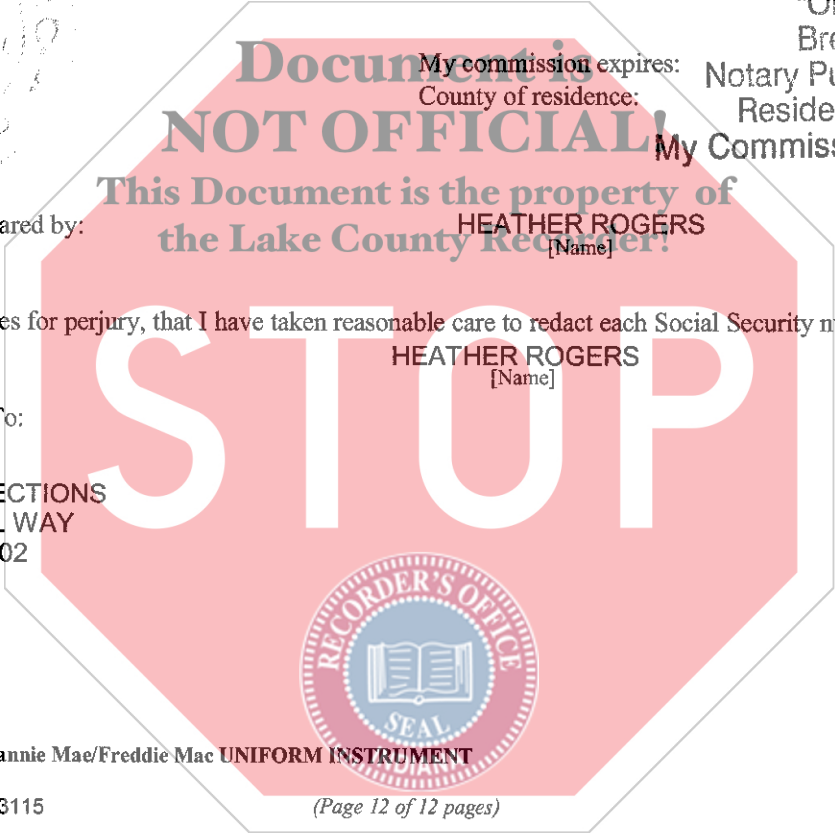 "O
Document is
Bre
My commission expires:
Notary Pu
County of residence:
Reside
NOT OFFICIAL!
My Commiss
This Document is the property of
ared by:
HEATHER ROGERS
the Lake County Recorder!
[Name]
es for perjury, that I have taken reasonable care to redact each Social Security n
HEATHER ROGERS
[Name]
STOP
To:
ECTIONS
WAY
02
RECORDER'S OFFICE
SEAL
INDIANA
annie Mae/Freddie Mac UNIFORM INSTRUMENT
3115
(Page 12 of 12 pages)